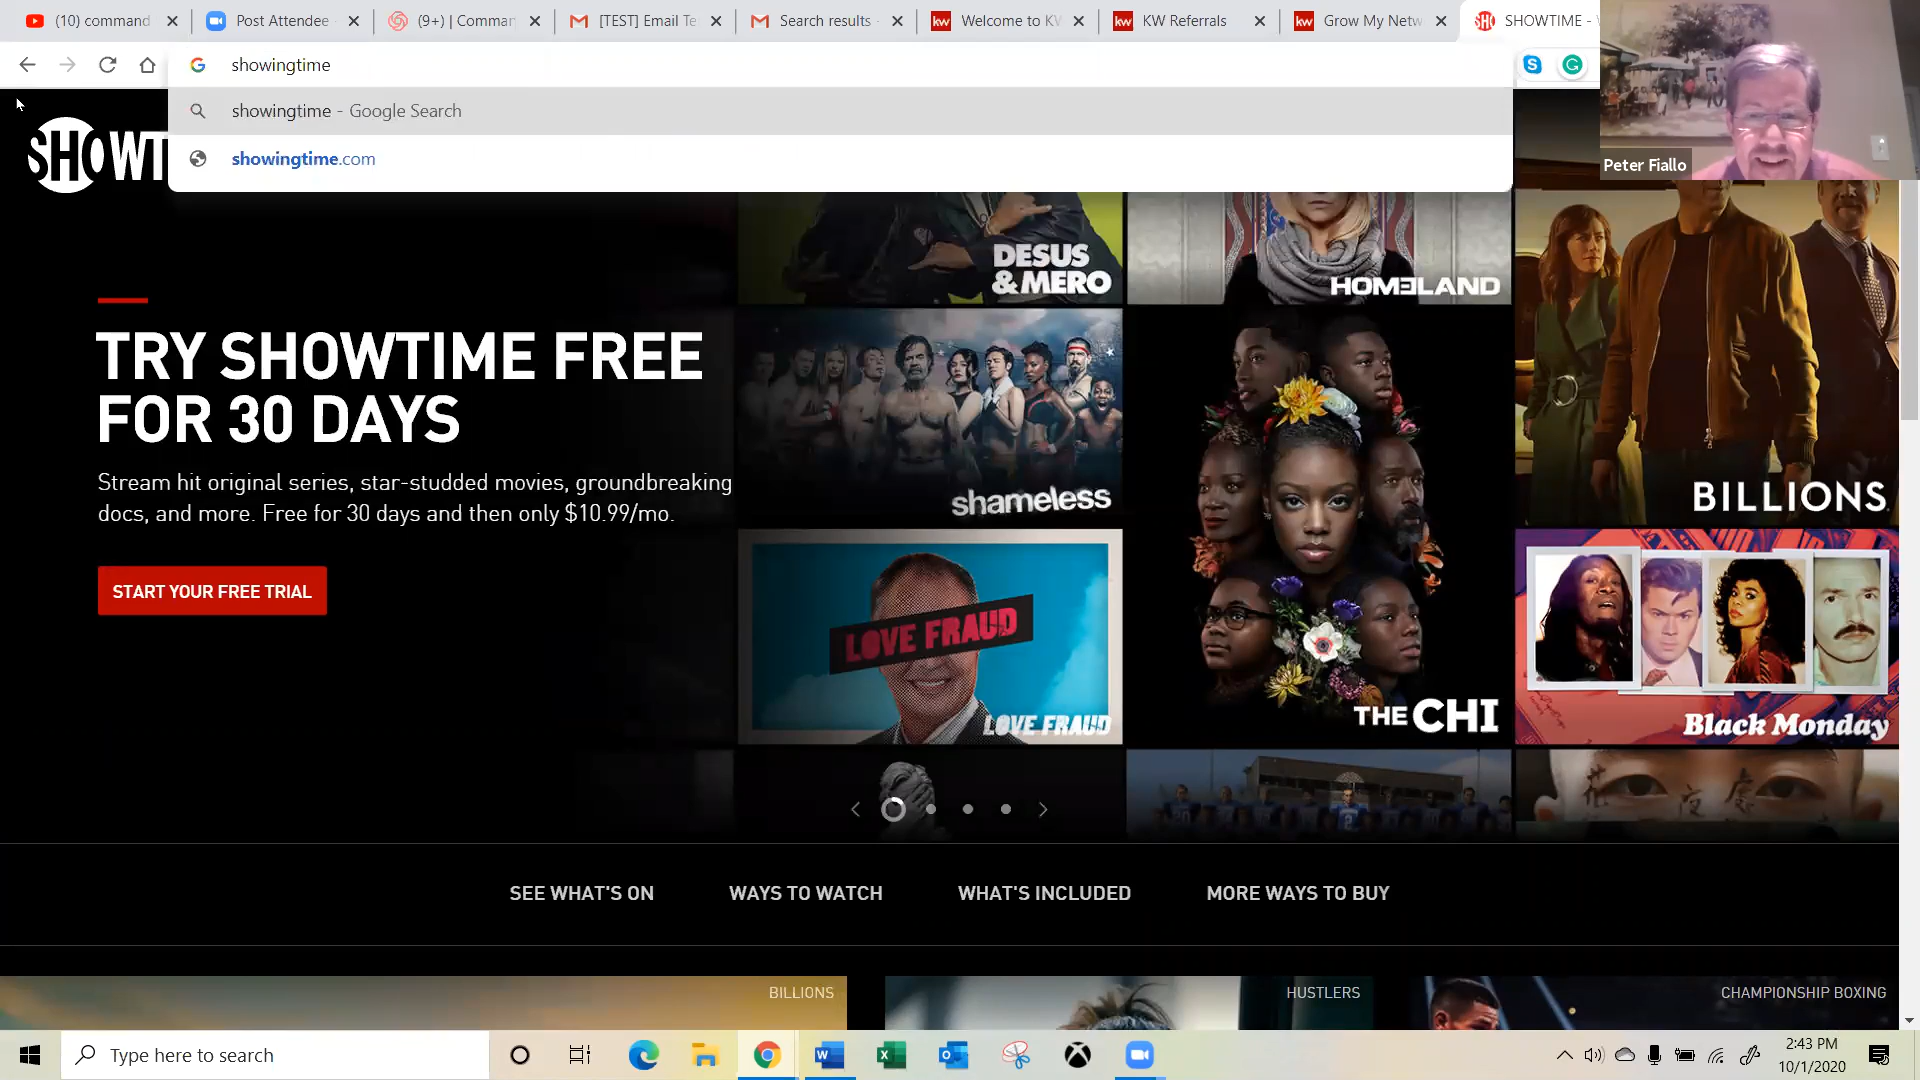 (10) command
Post Attendee -
(9+) | Comman
[TEST] Email Te
Search results -
Welcome to KW
KW Referrals
Grow My Netw
SHOWTIME -
showingtime
showingtime - Google Search
showingtime.com
Peter Fiallo
SHOWT
DESUS
& MERO
HOMELAND
TRY SHOWTIME FREE
FOR 30 DAYS
Stream hit original series, star-studded movies, groundbreaking
docs, and more. Free for 30 days and then only $10.99/mo.
START YOUR FREE TRIAL
shameless
BILLIONS
LOVE FRAUD
LOVE FRAUD
THE CHI
Black Monday
SEE WHAT'S ON
WAYS TO WATCH
WHAT'S INCLUDED
MORE WAYS TO BUY
BILLIONS
HUSTLERS
CHAMPIONSHIP BOXING
Type here to search
2:43 PM
10/1/2020